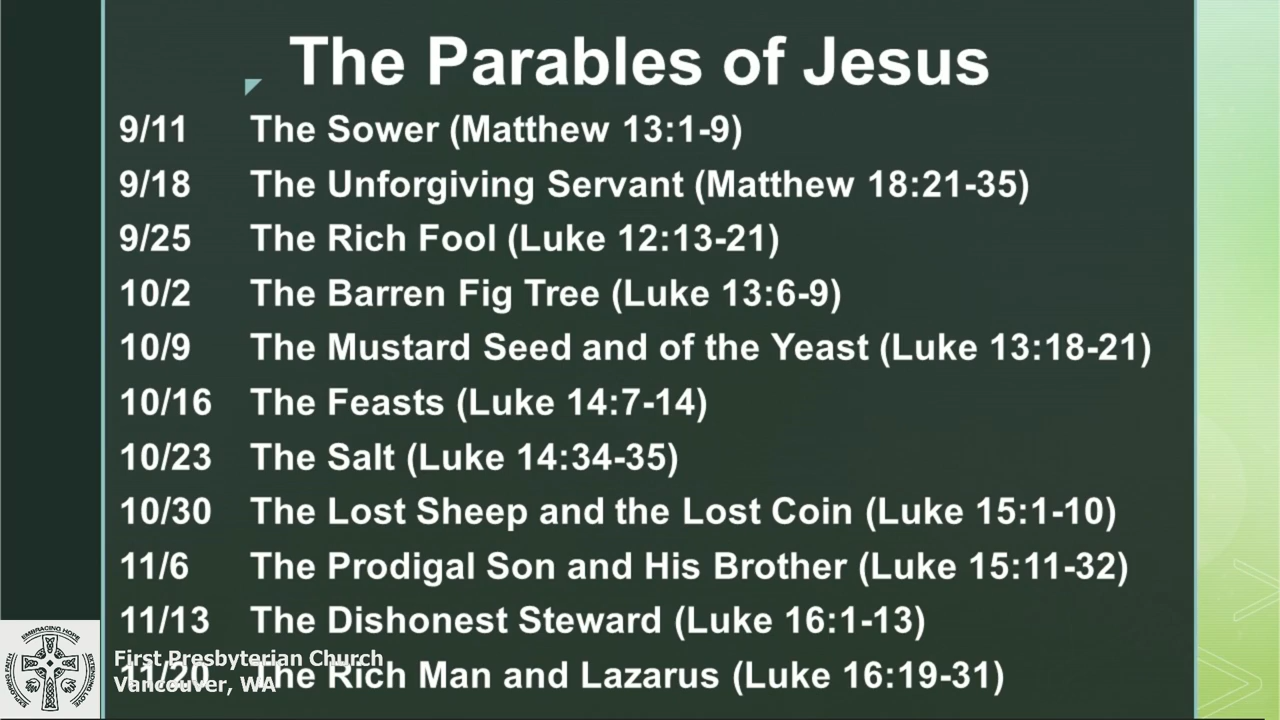 The Parables of Jesus
9/11 The Sower (Matthew 13:1-9)
9/18 The Unforgiving Servant (Matthew 18:21-35)
9/25 The Rich Fool (Luke 12:13-21)
10/2 The Barren Fig Tree (Luke 13:6-9)
10/9 The Mustard Seed and of the Yeast (Luke 13:18-21)
10/16 The Feasts (Luke 14:7-14)
10/23 The Salt (Luke 14:34-35)
10/30 The Lost Sheep and the Lost Coin (Luke 15:1-10)
11/6 The Prodigal Son and His Brother (Luke 15:11-32)
11/13 The Dishonest Steward (Luke 16:1-13)
11/20 The Rich Man and Lazarus (Luke 16:19-31)
EMBRACING HOPE
First Presbyterian Church
Vancouver, WA